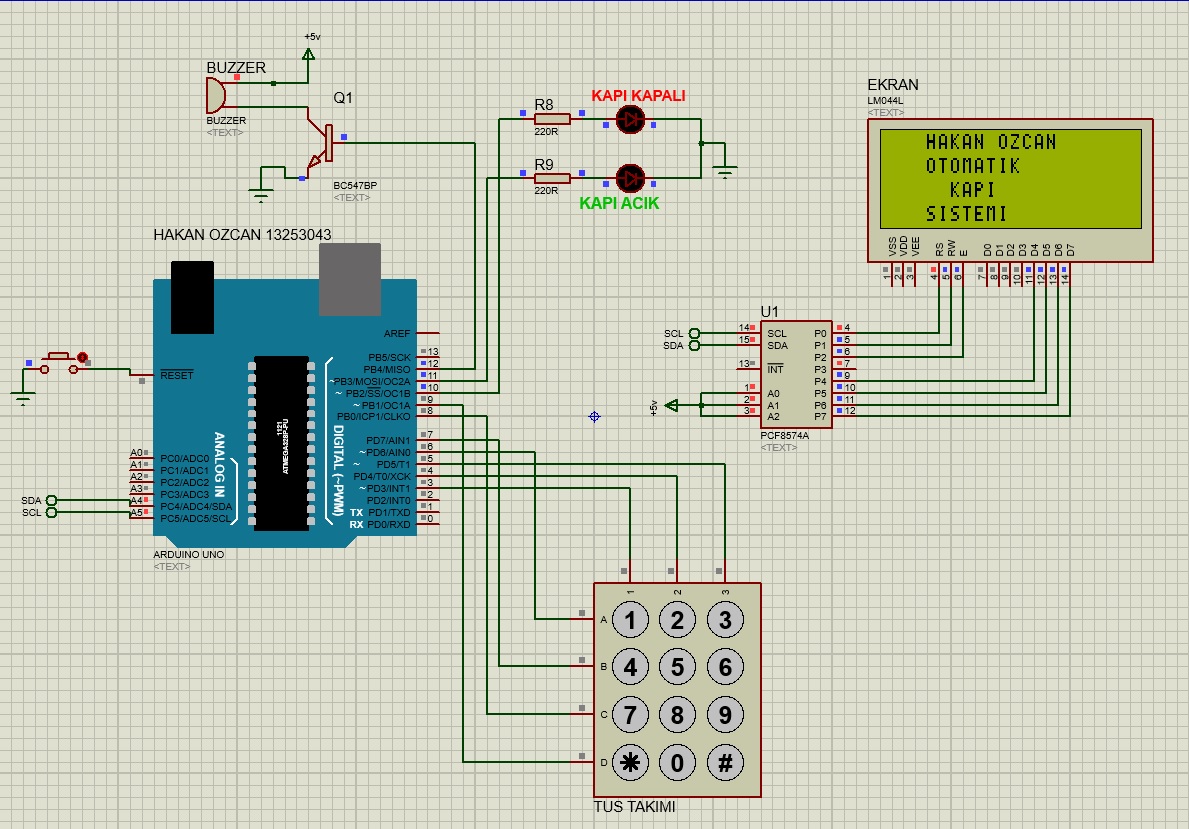 +5v
BUZZER
BUZZER
<TEXT>
Q1
BC547BP
<TEXT>
R8
220R
KAPI KAPALI
R9
220R
KAPI ACIK
EKRAN
LM044L
<TEXT>
HAKAN OZCAN
OTOMATIK
KAPI
SISTEMI
VSS VDD VEE RS RW E D0 D1 D2 D3 D4 D5 D6 D7
1 2 3 4 5 6 7 8 9 10 11 12 13 14
HAKAN OZCAN 13253043
AREF
RESET
PB5/SCK 13
PB4/MISO 12
~PB3/MOSI/OC2A 11
~ PB2/SS/OC1B 10
~ PB1/OC1A 9
PB0/ICP1/CLKO 8
PD7/AIN1 7
~PD6/AIN0 6
~ PD5/T1 5
PD4/T0/XCK 4
~PD3/INT1 3
PD2/INT0 2
TX PD1/TXD 1
RX PD0/RXD 0
DIGITAL (~PWM)
ANALOG IN
1121
ATMEGA328P-PU
A0 PC0/ADC0
A1 PC1/ADC1
A2 PC2/ADC2
A3 PC3/ADC3
SDA A4 PC4/ADC4/SDA
SCL A5 PC5/ADC5/SCL
ARDUINO UNO
<TEXT>
U1
SCL 14 SCL P0 4
SDA 15 SDA P1 5
P2 6
13 INT P3 7
P4 9
1 A0 P5 10
+5v 2 A1 P6 11
3 A2 P7 12
PCF8574A
<TEXT>
1 2 3
A 1 2 3
B 4 5 6
C 7 8 9
D * 0 #
TUS TAKIMI